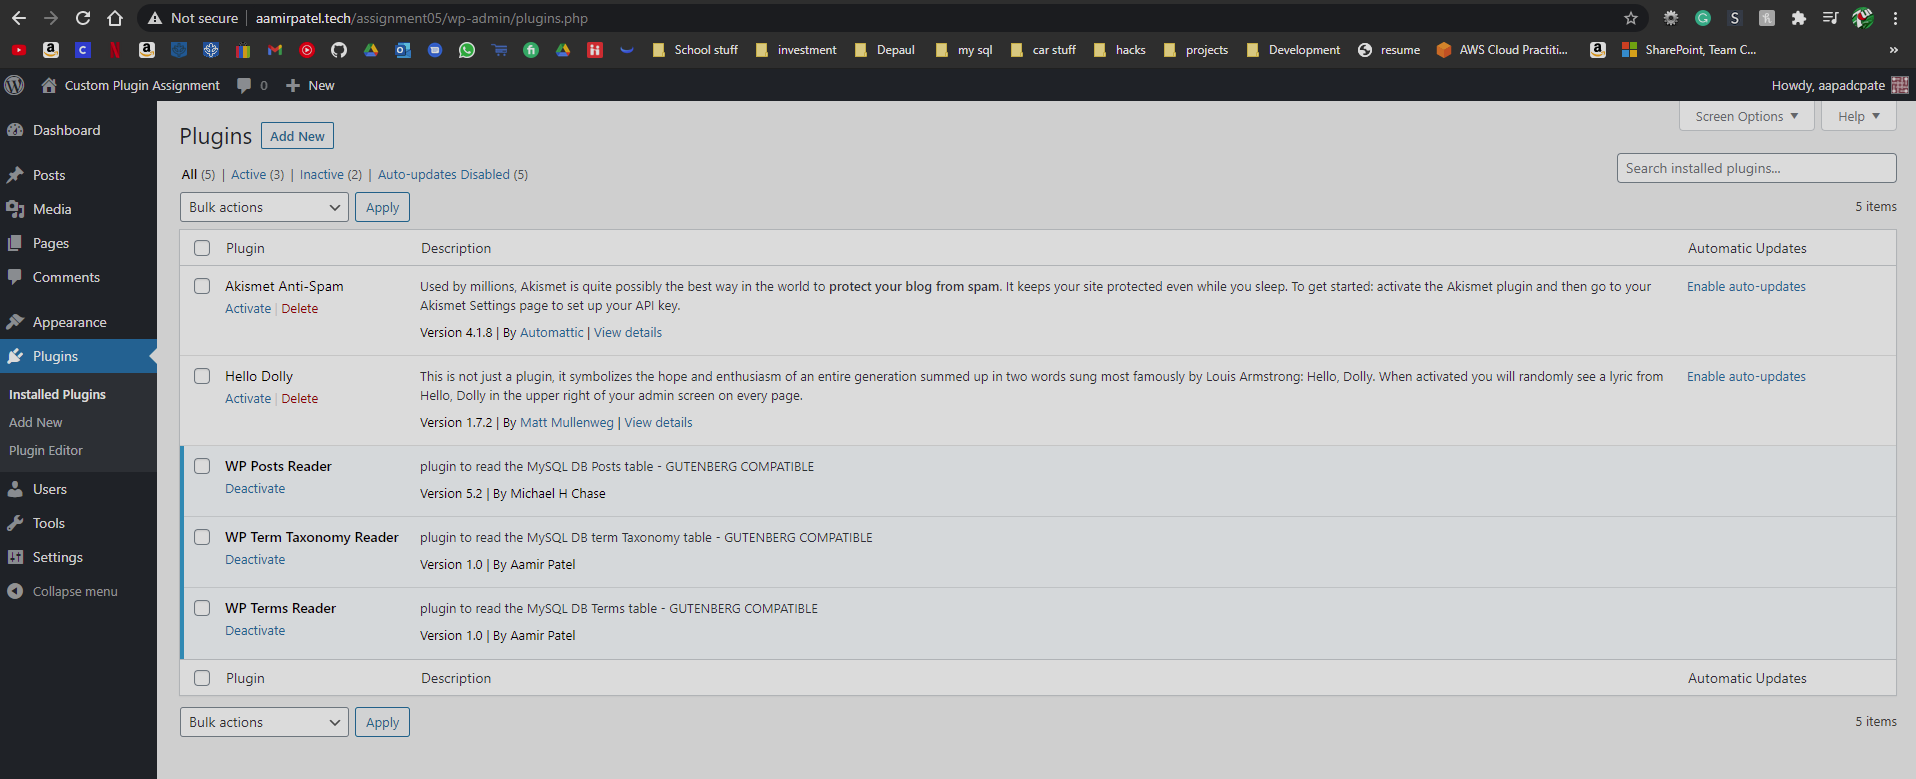 Not secure | aamirpatel.tech/assignment05/wp-admin/plugins.php
School stuff investment Depaul my sql car stuff hacks projects Development resume AWS Cloud Practiti... SharePoint, Team C... »
Custom Plugin Assignment 0 + New Howdy, aapadcpate
Dashboard
Posts
Media
Pages
Comments
Appearance
Plugins
Installed Plugins
Add New
Plugin Editor
Users
Tools
Settings
Collapse menu
Screen Options Help
Plugins Add New
All (5) | Active (3) | Inactive (2) | Auto-updates Disabled (5)
Search installed plugins...
Bulk actions Apply 5 items
Plugin Description Automatic Updates
Akismet Anti-Spam
Activate | Delete
Used by millions, Akismet is quite possibly the best way in the world to protect your blog from spam. It keeps your site protected even while you sleep. To get started: activate the Akismet plugin and then go to your
Akismet Settings page to set up your API key.
Version 4.1.8 | By Automattic | View details
Enable auto-updates
Hello Dolly
Activate | Delete
This is not just a plugin, it symbolizes the hope and enthusiasm of an entire generation summed up in two words sung most famously by Louis Armstrong: Hello, Dolly. When activated you will randomly see a lyric from
Hello, Dolly in the upper right of your admin screen on every page.
Version 1.7.2 | By Matt Mullenweg | View details
Enable auto-updates
WP Posts Reader
Deactivate
plugin to read the MySQL DB Posts table - GUTENBERG COMPATIBLE
Version 5.2 | By Michael H Chase
WP Term Taxonomy Reader
Deactivate
plugin to read the MySQL DB term Taxonomy table - GUTENBERG COMPATIBLE
Version 1.0 | By Aamir Patel
WP Terms Reader
Deactivate
plugin to read the MySQL DB Terms table - GUTENBERG COMPATIBLE
Version 1.0 | By Aamir Patel
Plugin Description Automatic Updates
Bulk actions Apply 5 items